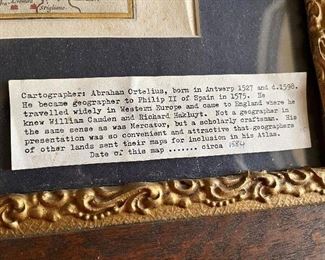 Stigliano.
Cartographer: Abraham Ortelius, born in Antwerp 1527 and d.1598.
He became geographer to Philip II of Spain in 1575. He
travelled widely in Western Europe and came to England where he
knew William Camden and Richard Hakluyt. Not a geographer in
the same sense as was Mercator, but a scholarly craftsman. His
presentation was so convenient and attractive that geographers
of other lands sent their maps for inclusion in his Atlas.
Date of this map ....... circa 1584